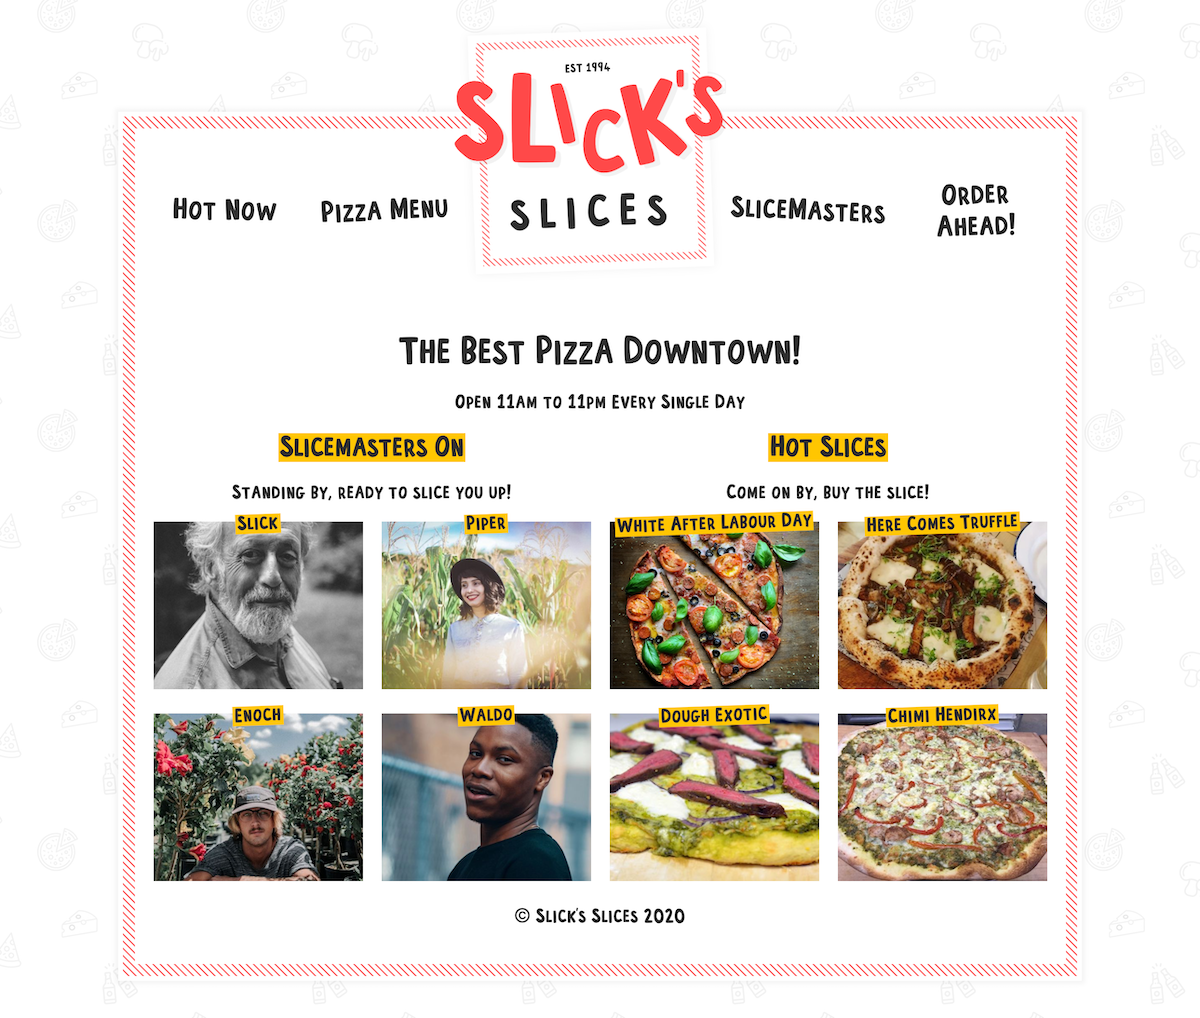 EST 1994
SLICK'S
SLICES
Hot Now
Pizza Menu
SliceMasters
Order
Ahead!
The Best Pizza Downtown!
Open 11am to 11pm Every Single Day
Slicemasters On
Standing by, ready to slice you up!
Slick
Piper
Enoch
Waldo
Hot Slices
Come on by, buy the slice!
White After Labour Day
Here Comes Truffle
Dough Exotic
Chimi Hendirx
© Slick's Slices 2020